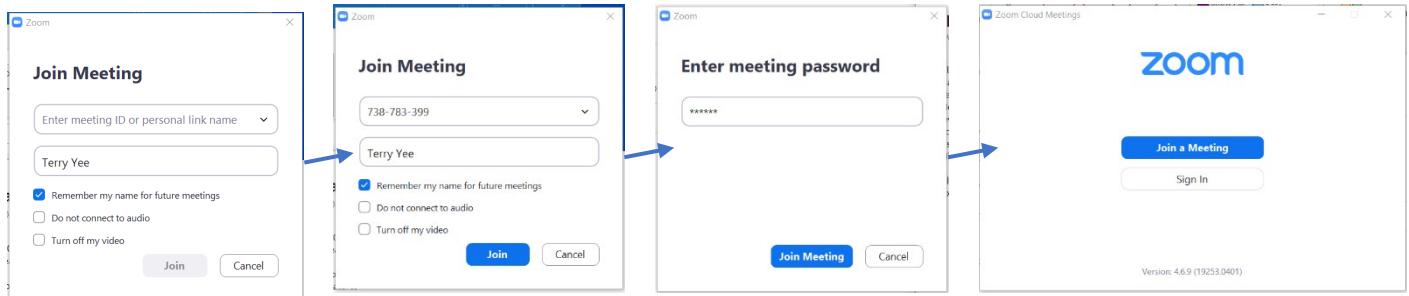 Zoom
Join Meeting
Enter meeting ID or personal link name
Terry Yee
Remember my name for future meetings
Do not connect to audio
Turn off my video
Join
Cancel
Zoom
Join Meeting
738-783-399
Terry Yee
Remember my name for future meetings
Do not connect to audio
Turn off my video
Join
Cancel
Zoom
Enter meeting password
******
Join Meeting
Cancel
Zoom Cloud Meetings
zoom
Join a Meeting
Sign In
Version: 4.6.9 (19253.0401)